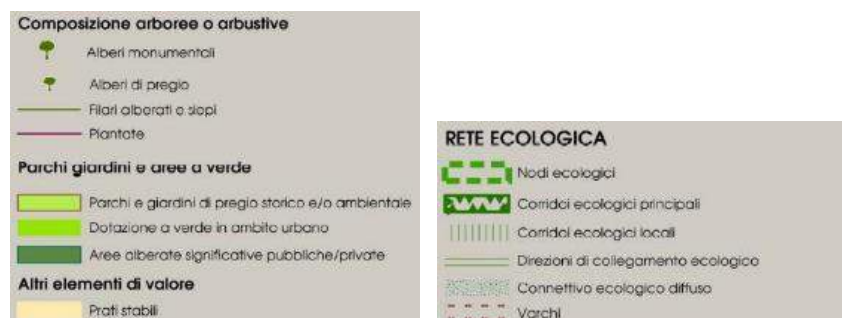 Composizione arboree o arbustive
Alberi monumentali
Alberi di pregio
Filari alberati e siepi
Piantate
Parchi giardini e aree a verde
Parchi e giardini di pregio storico e/o ambientale
Dotazione a verde in ambito urbano
Aree alberate significative pubbliche/private
Altri elementi di valore
Prati stabili
RETE ECOLOGICA
Nodi ecologici
Corridoi ecologici principali
Corridoi ecologici locali
Direzioni di collegamento ecologico
Connettivo ecologico diffuso
Varchi